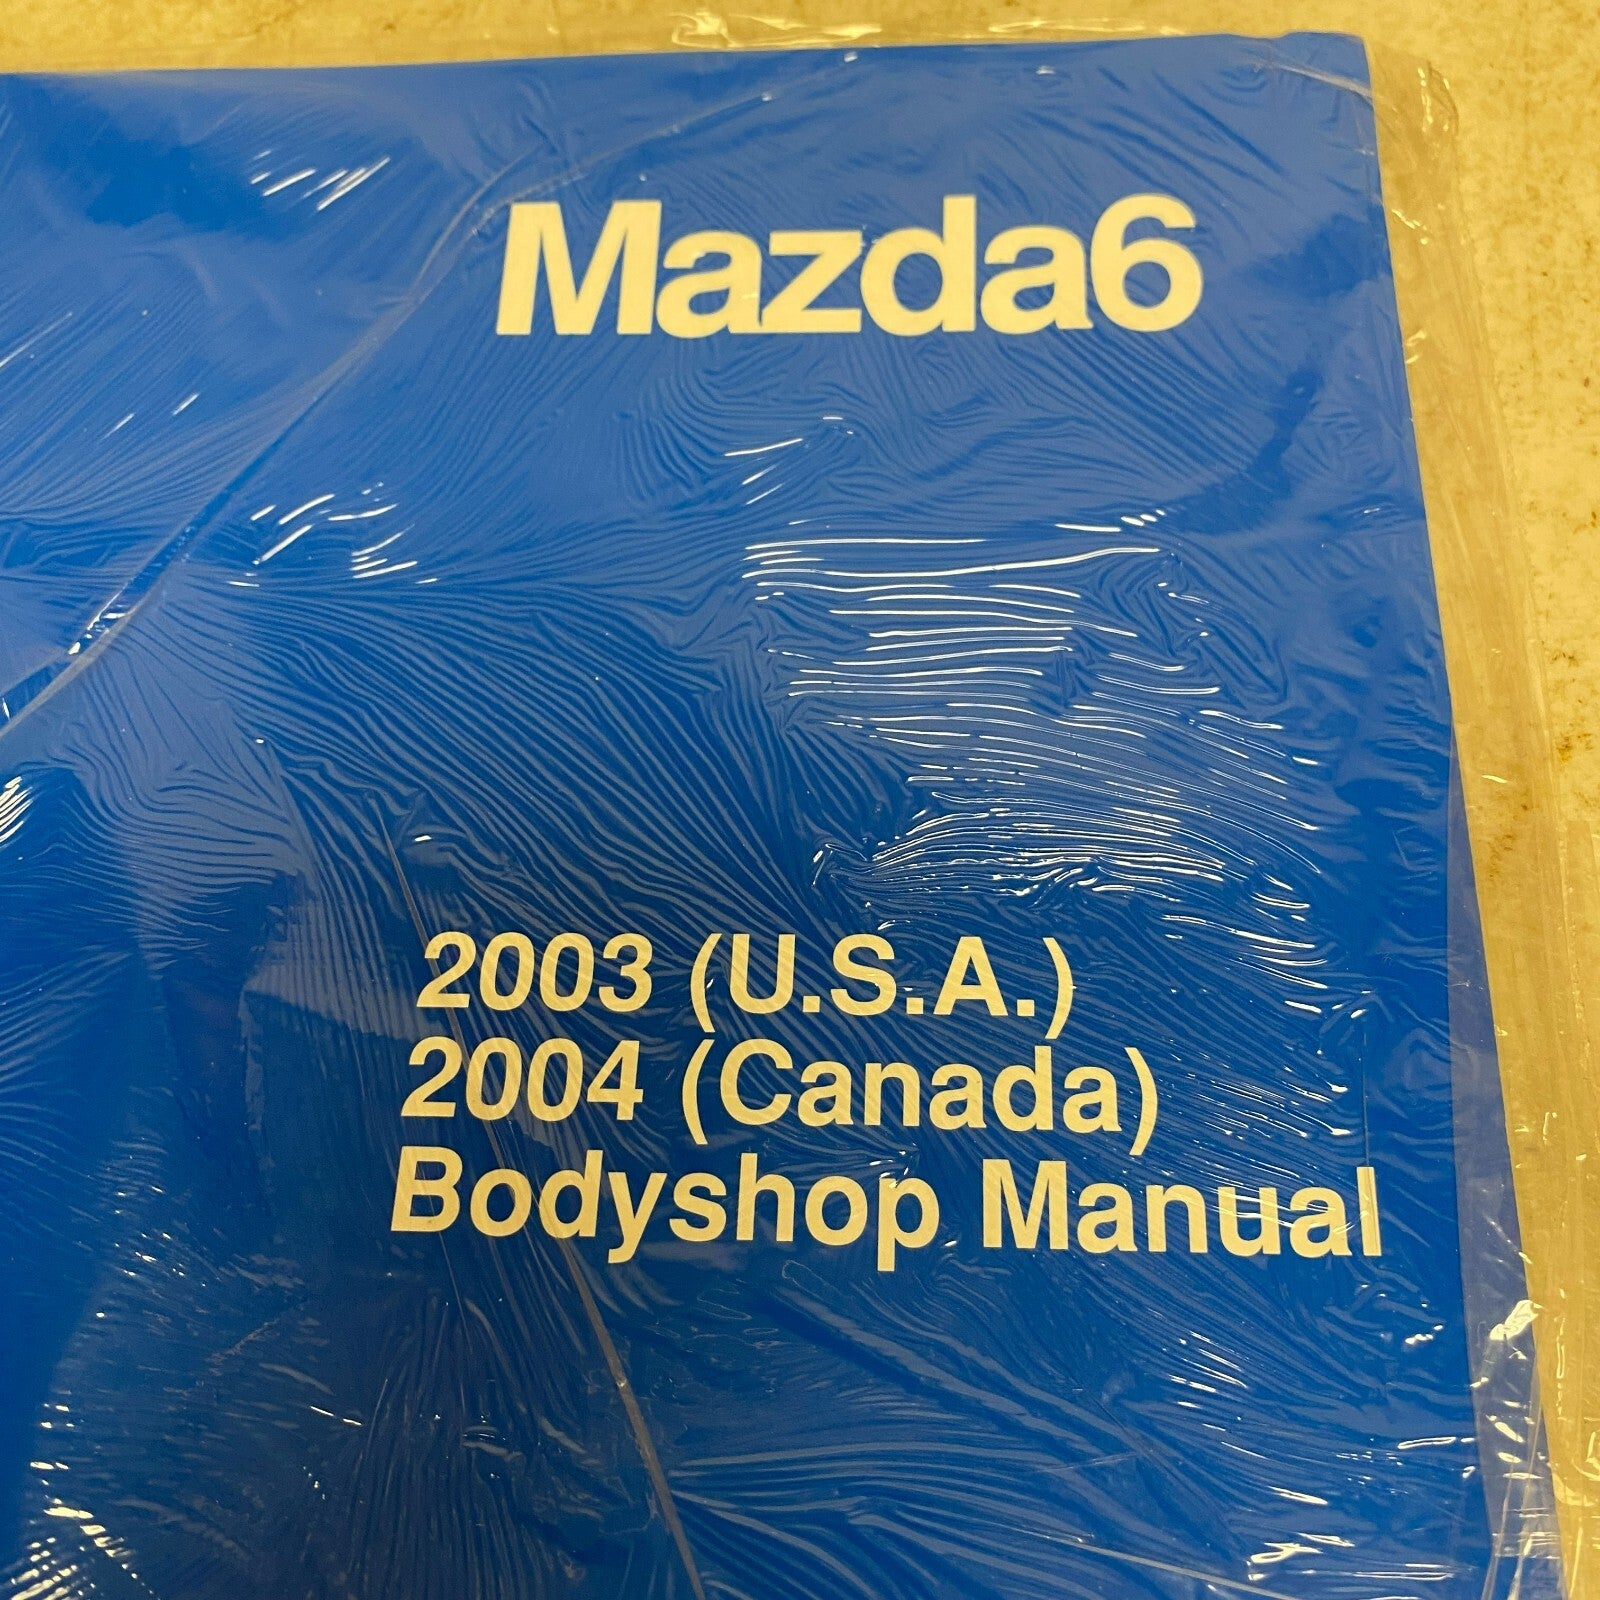 Mazda6
2003 (U.S.A.)
2004 (Canada)
Bodyshop Manual